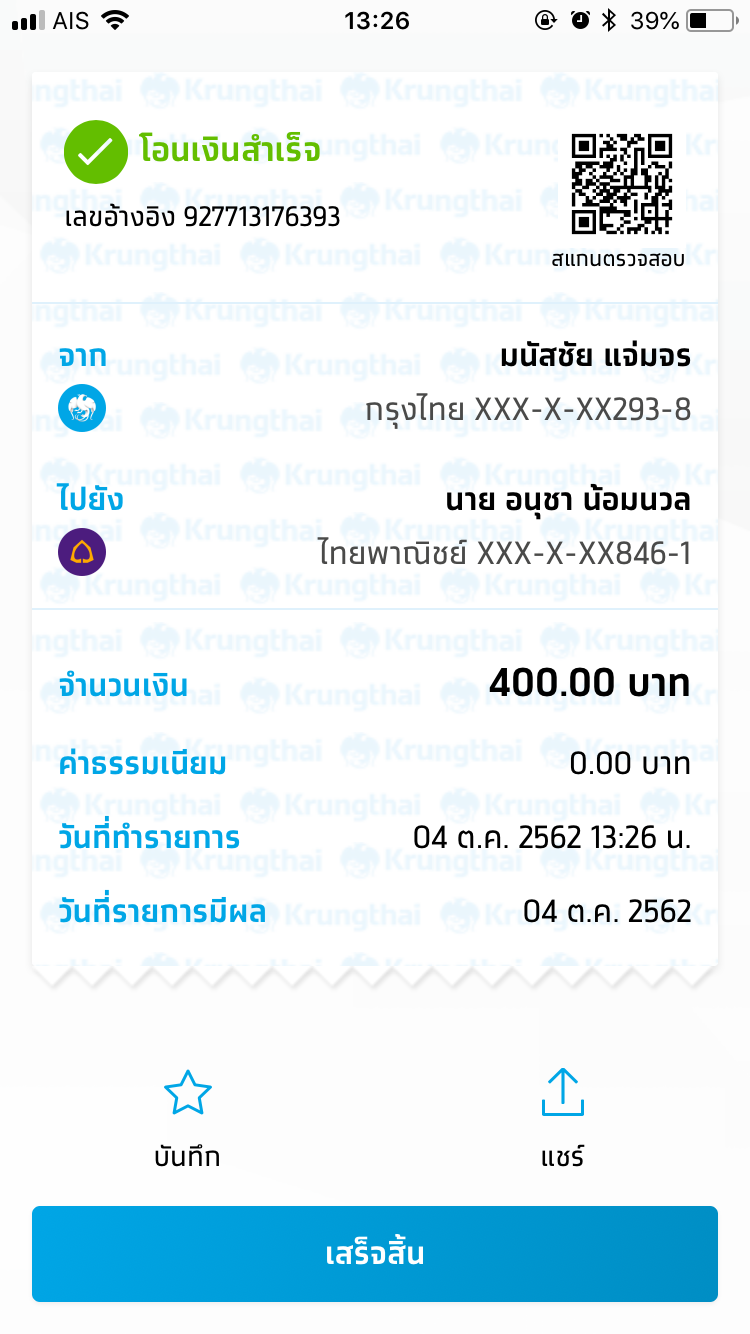 AIS 13:26 39%
โอนเงินสำเร็จ
เลขอ้างอิง 927713176393
สแกนตรวจสอบ
จาก มนัสชัย แจ่มจร
กรุงไทย XXX-X-XX293-8
ไปยัง นาย อนุชา น้อมนวล
ไทยพาณิชย์ XXX-X-XX846-1
จำนวนเงิน 400.00 บาท
ค่าธรรมเนียม 0.00 บาท
วันที่ทำรายการ 04 ต.ค. 2562 13:26 น.
วันที่รายการมีผล 04 ต.ค. 2562
บันทึก แชร์
เสร็จสิ้น